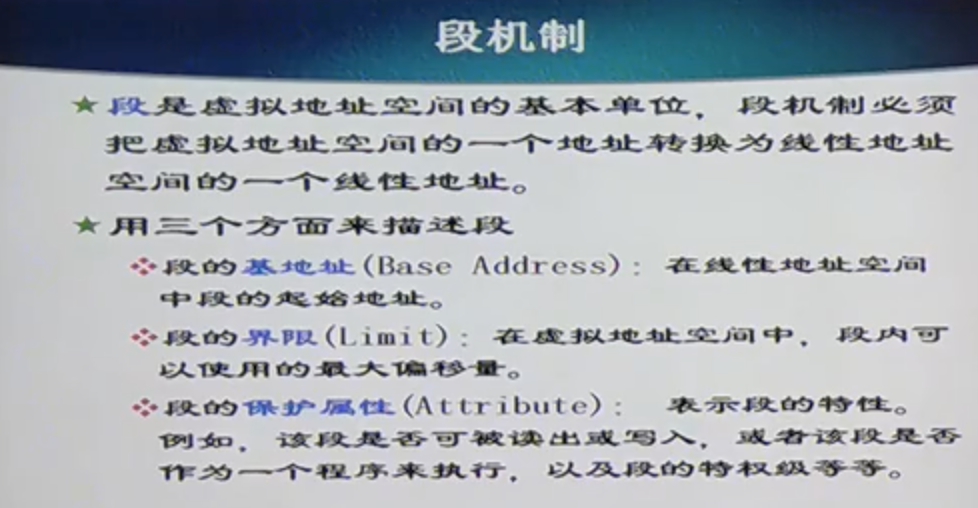 段机制
★段是虚拟地址空间的基本单位，段机制必须
把虚拟地址空间的一个地址转换为线性地址
空间的一个线性地址。
★用三个方面来描述段
❖段的基地址(Base Address)：在线性地址空间
中段的起始地址。
❖段的界限(Limit)：在虚拟地址空间中，段内可
以使用的最大偏移量。
❖段的保护属性(Attribute)： 表示段的特性。
例如，该段是否可被读出或写入，或者该段是否
作为一个程序来执行，以及段的特权级等等。